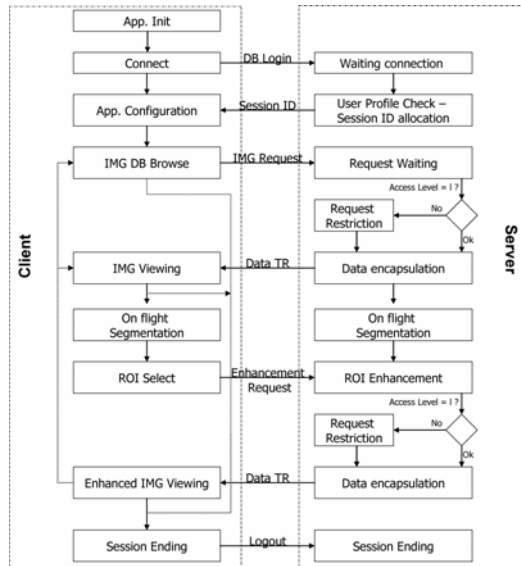 App. Init
Connect
DB Login
Waiting connection
App. Configuration
Session ID
User Profile Check –
Session ID allocation
IMG DB Browse
IMG Request
Request Waiting
Access Level = I ?
Request
Restriction
No
Ok
Client
Server
IMG Viewing
Data TR
Data encapsulation
On flight
Segmentation
On flight
Segmentation
ROI Select
Enhancement
Request
ROI Enhancement
Access Level = I ?
Request
Restriction
No
Ok
Enhanced IMG Viewing
Data TR
Data encapsulation
Session Ending
Logout
Session Ending